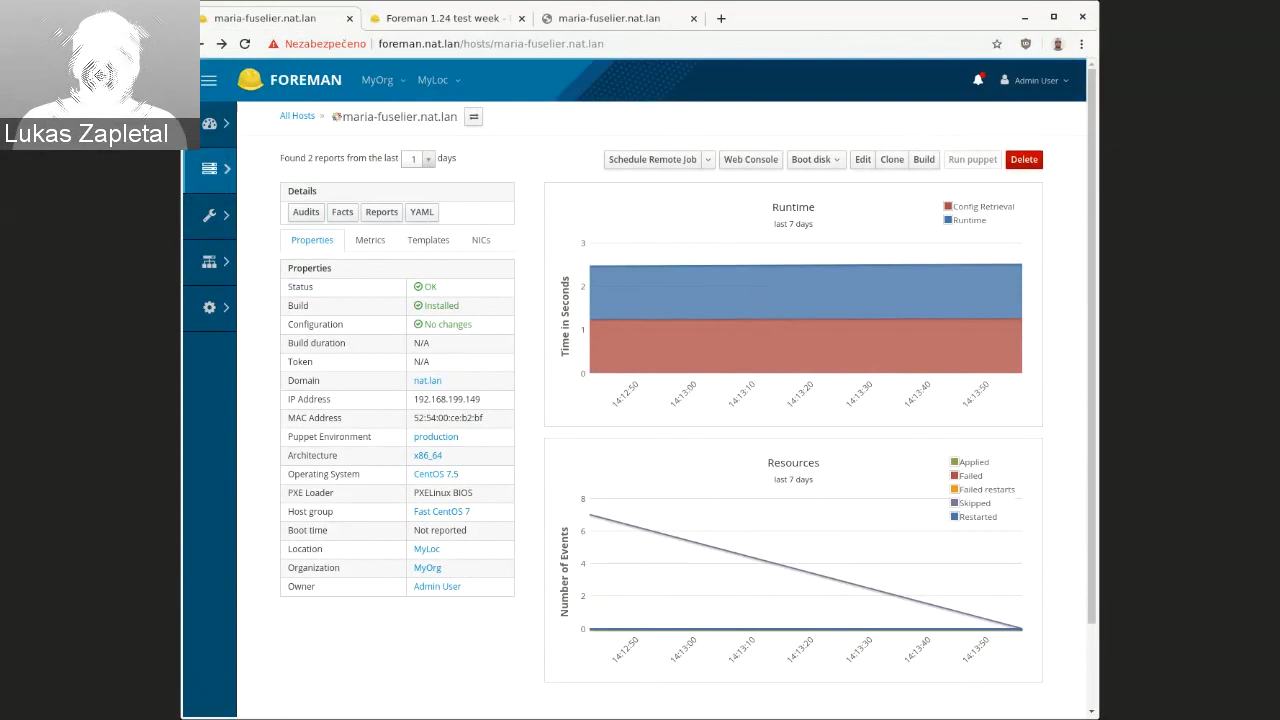 maria-fuselier.nat.lan
Foreman 1.24 test week -
maria-fuselier.nat.lan
Nezabezpečeno
foreman.nat.lan/hosts/maria-fuselier.nat.lan
FOREMAN
MyOrg
MyLoc
Admin User
Lukas Zapletal
All Hosts » maria-fuselier.nat.lan
Found 2 reports from the last 1 days
Schedule Remote Job
Web Console
Boot disk
Edit
Clone
Build
Run puppet
Delete
Details
Audits
Facts
Reports
YAML
Properties
Metrics
Templates
NICs
Properties
Status OK
Build Installed
Configuration No changes
Build duration N/A
Token N/A
Domain nat.lan
IP Address 192.168.199.149
MAC Address 52:54:00:ce:b2:bf
Puppet Environment production
Architecture x86_64
Operating System CentOS 7.5
PXE Loader PXELinux BIOS
Host group Fast CentOS 7
Boot time Not reported
Location MyLoc
Organization MyOrg
Owner Admin User
Runtime
last 7 days
Config Retrieval
Runtime
Time in Seconds
3
2
1
0
14:12:50
14:13:00
14:13:10
14:13:20
14:13:30
14:13:40
14:13:50
Resources
last 7 days
Applied
Failed
Failed restarts
Skipped
Restarted
Number of Events
8
6
4
2
0
14:12:50
14:13:00
14:13:10
14:13:20
14:13:30
14:13:40
14:13:50